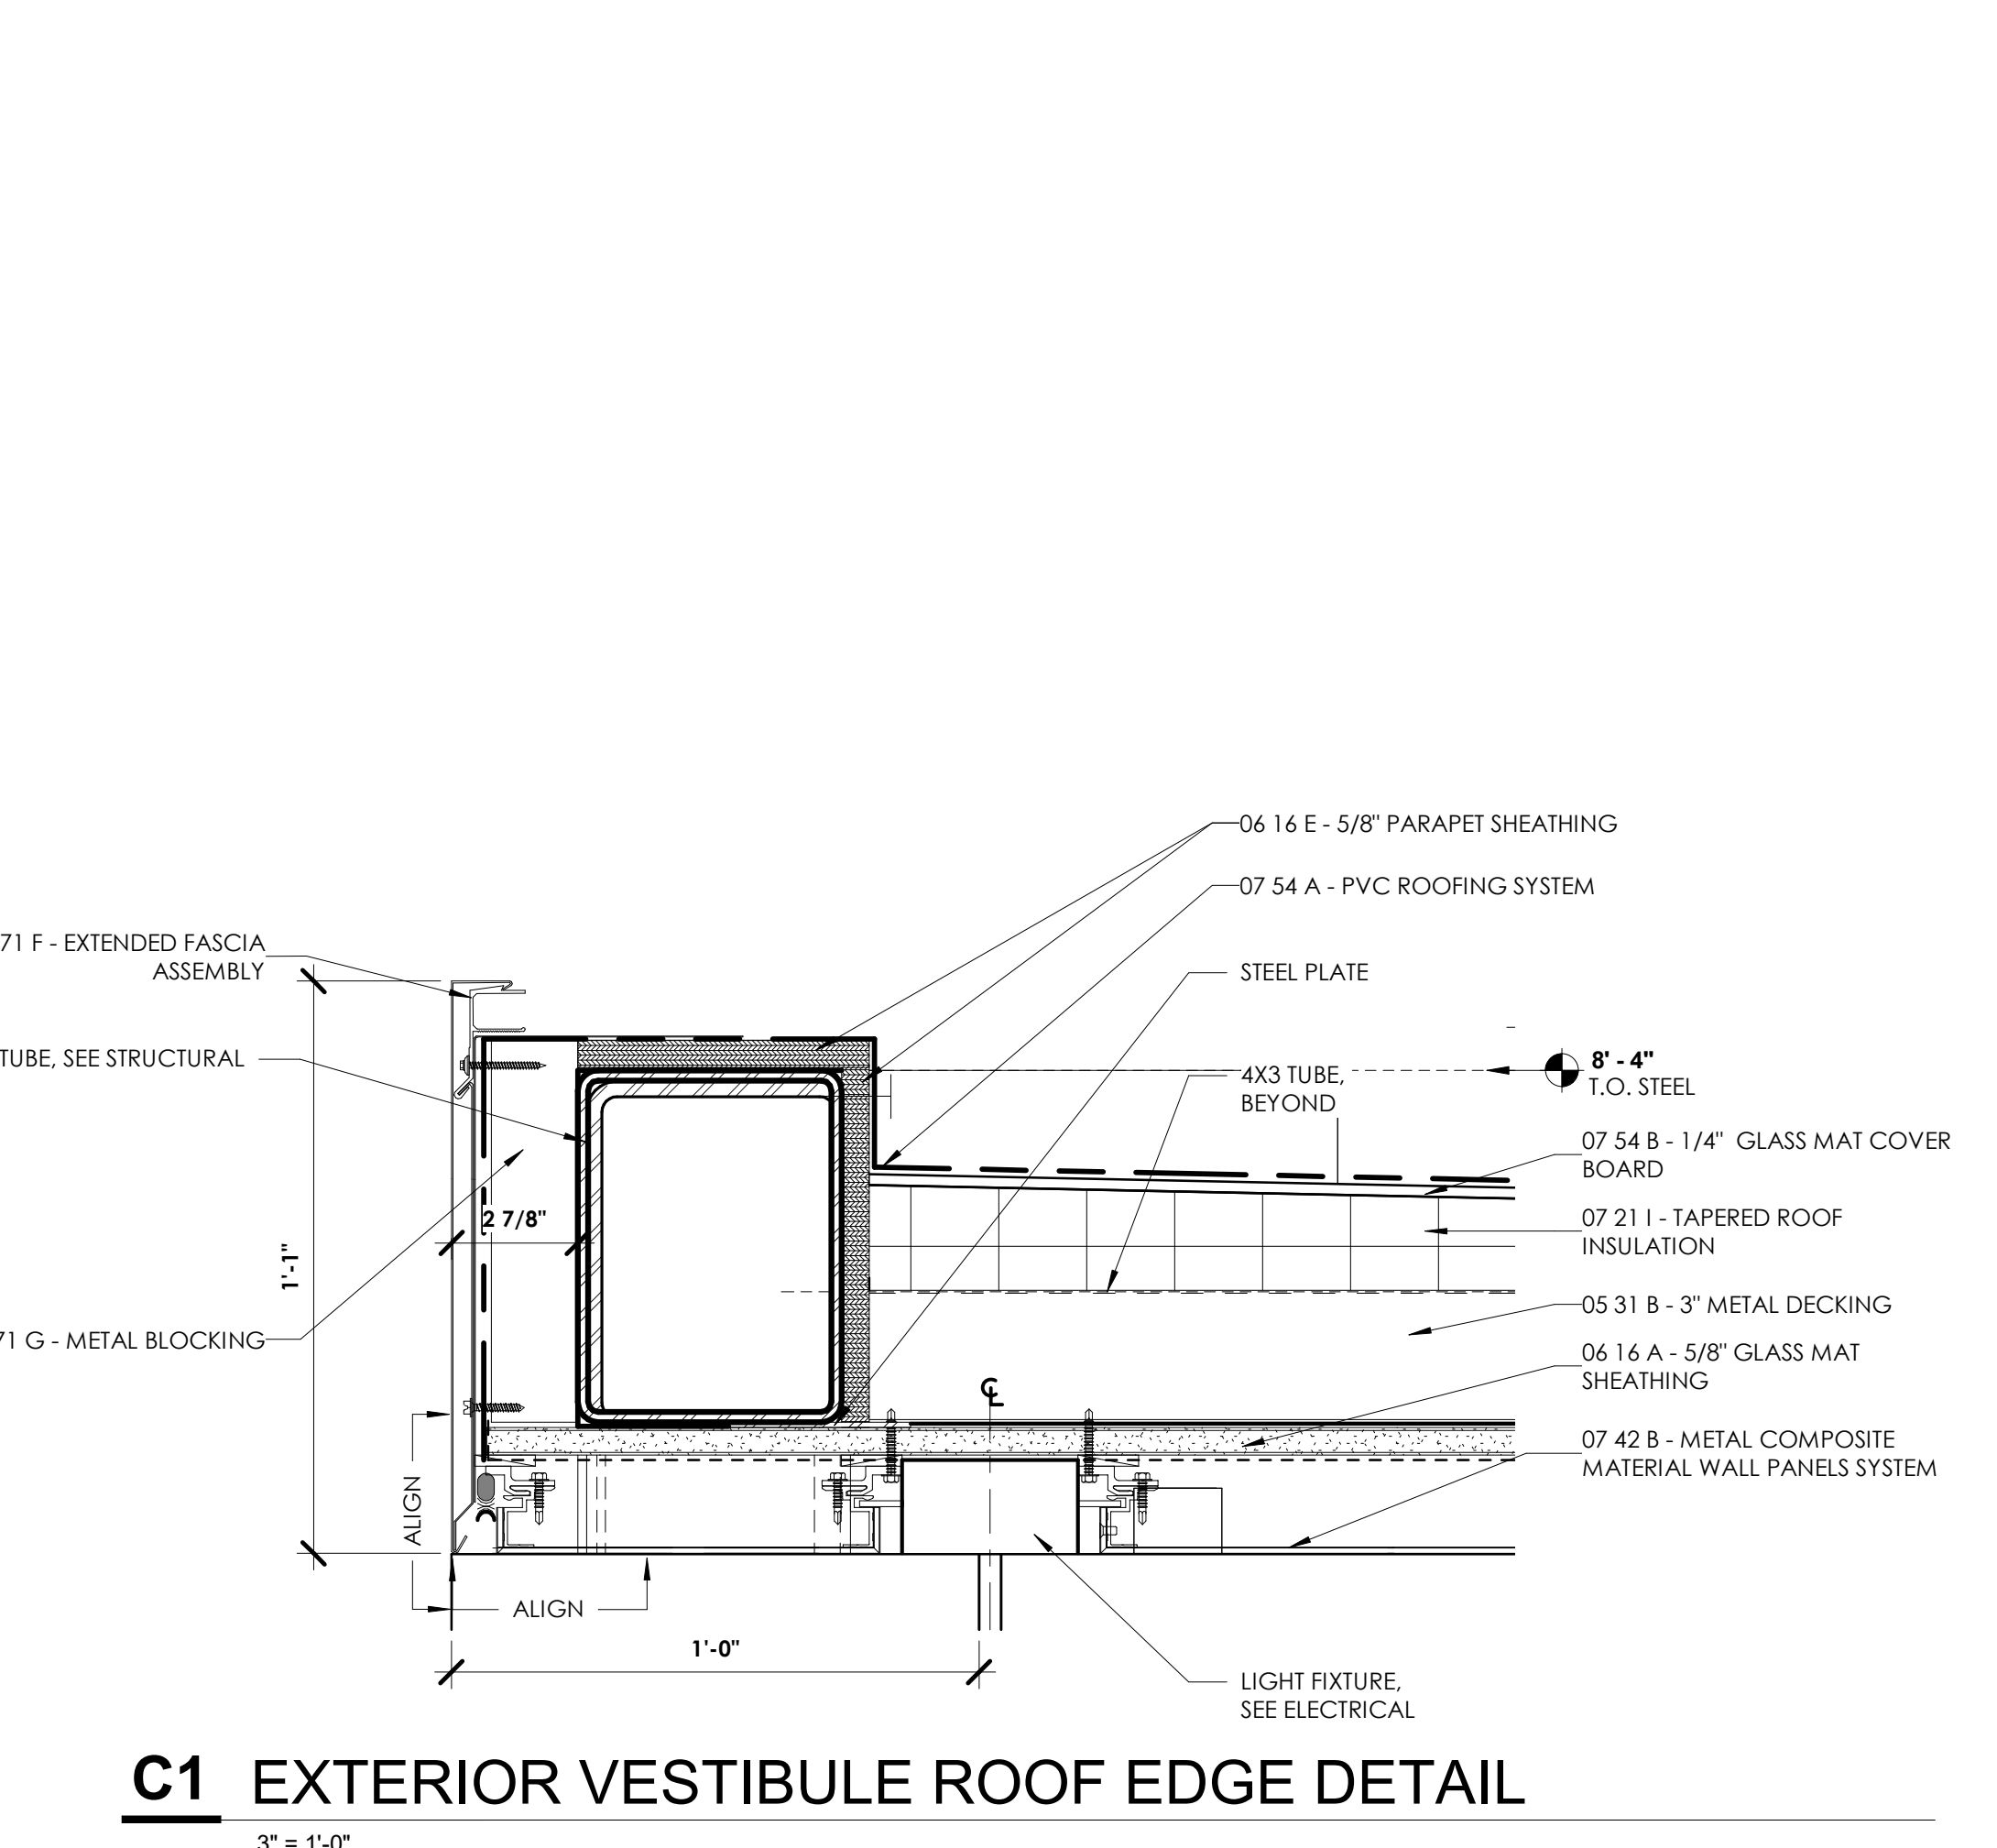 06 16 E - 5/8" PARAPET SHEATHING
07 54 A - PVC ROOFING SYSTEM
71 F - EXTENDED FASCIA
ASSEMBLY
STEEL PLATE
TUBE, SEE STRUCTURAL
4X3 TUBE,
BEYOND
8' - 4"
T.O. STEEL
07 54 B - 1/4" GLASS MAT COVER
BOARD
2 7/8"
07 21 I - TAPERED ROOF
INSULATION
1'-1"
05 31 B - 3" METAL DECKING
71 G - METAL BLOCKING
06 16 A - 5/8" GLASS MAT
SHEATHING
CL
07 42 B - METAL COMPOSITE
MATERIAL WALL PANELS SYSTEM
ALIGN
ALIGN
1'-0"
LIGHT FIXTURE,
SEE ELECTRICAL
C1 EXTERIOR VESTIBULE ROOF EDGE DETAIL
3" = 1'-0"